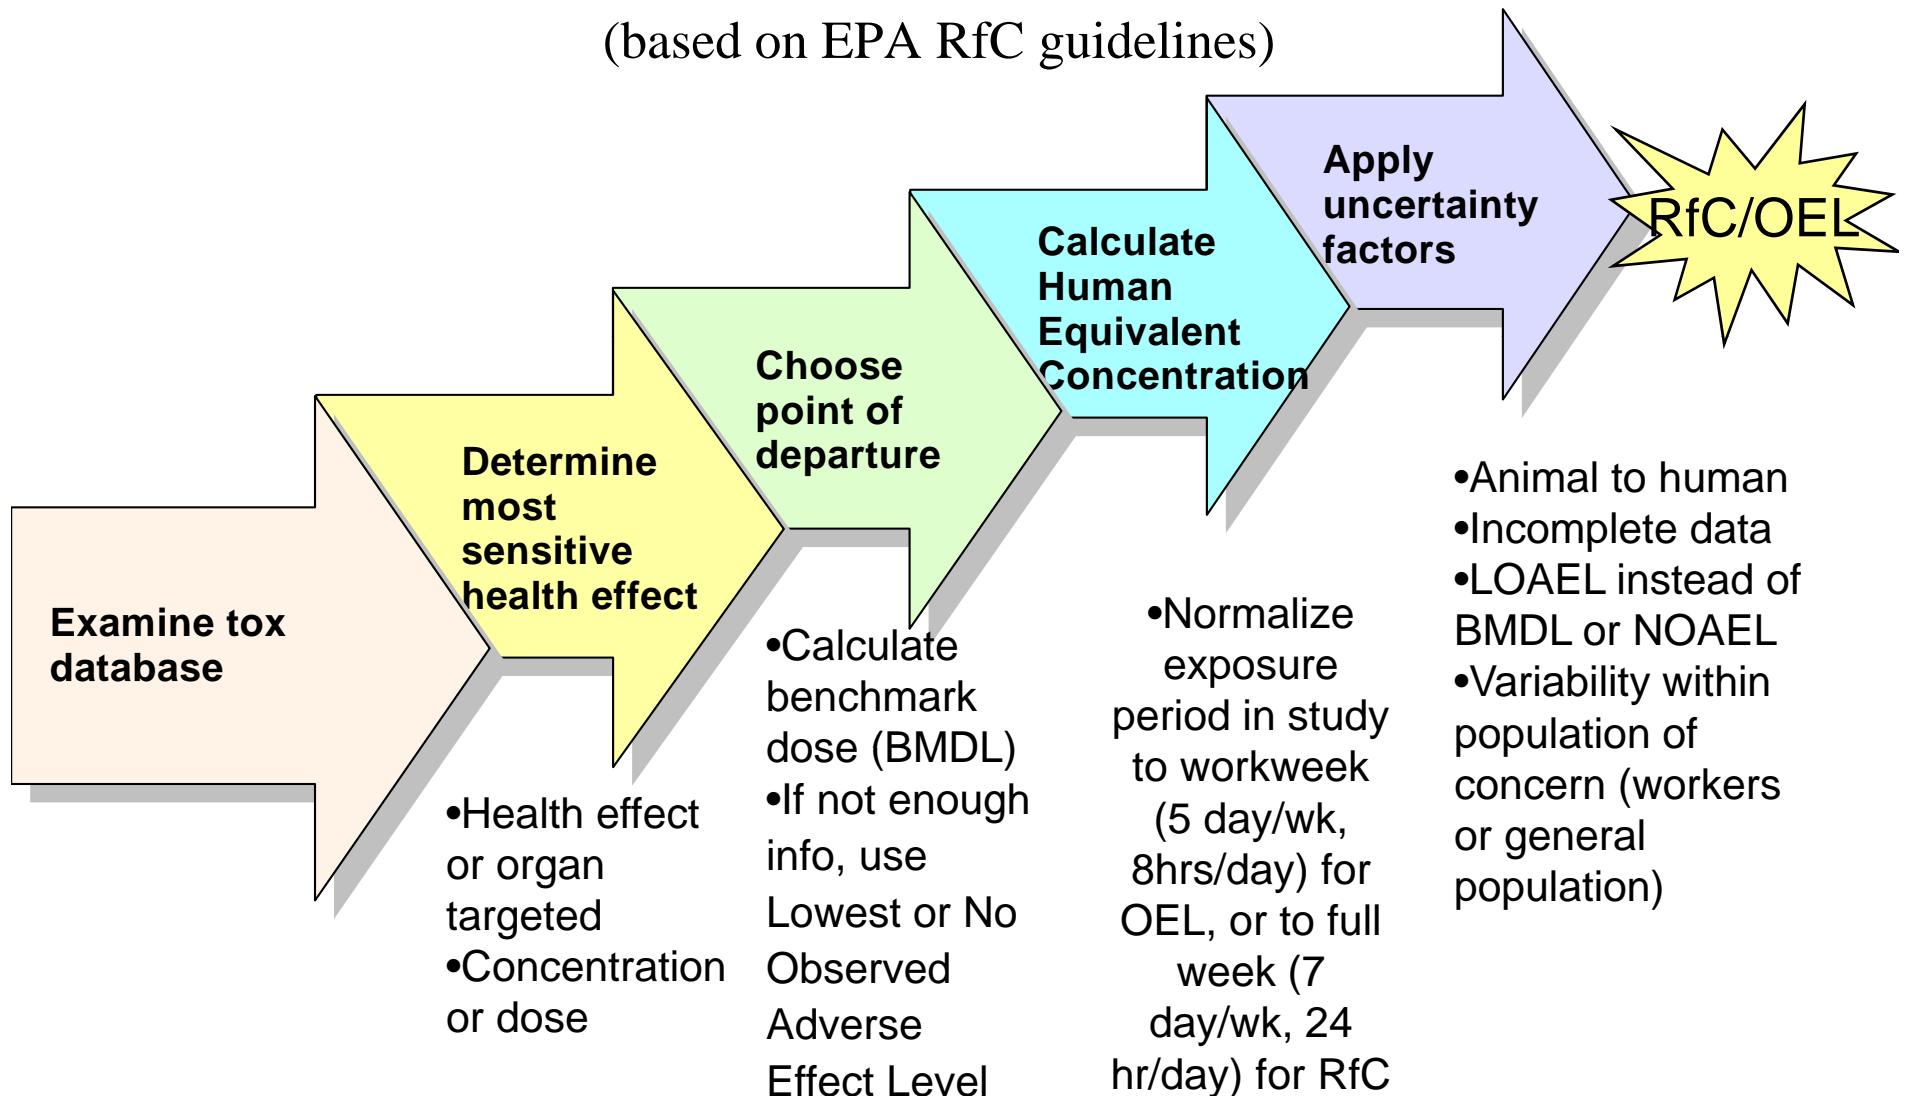 (based on EPA RfC guidelines)
Examine tox
database
Determine
most
sensitive
health effect
•Health effect
or organ
targeted
•Concentration
or dose
Choose
point of
departure
•Calculate
benchmark
dose (BMDL)
•If not enough
info, use
Lowest or No
Observed
Adverse
Effect Level
Calculate
Human
Equivalent
Concentration
•Normalize
exposure
period in study
to workweek
(5 day/wk,
8hrs/day) for
OEL, or to full
week (7
day/wk, 24
hr/day) for RfC
Apply
uncertainty
factors
•Animal to human
•Incomplete data
•LOAEL instead of
BMDL or NOAEL
•Variability within
population of
concern (workers
or general
population)
RfC/OEL